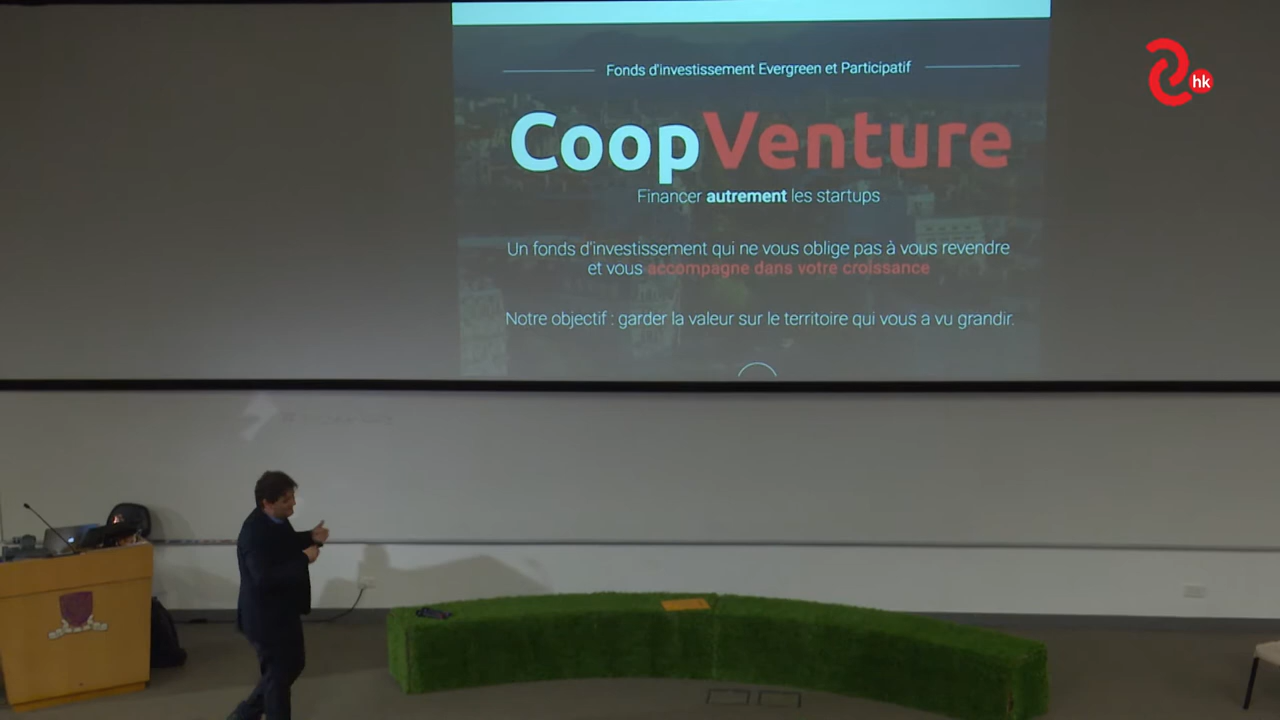 Fonds d'investissement Evergreen et Participatif
hk
CoopVenture
Financer autrement les startups
Un fonds d'investissement qui ne vous oblige pas à vous revendre
et vous accompagne dans votre croissance
Notre objectif : garder la valeur sur le territoire qui vous a vu grandir.